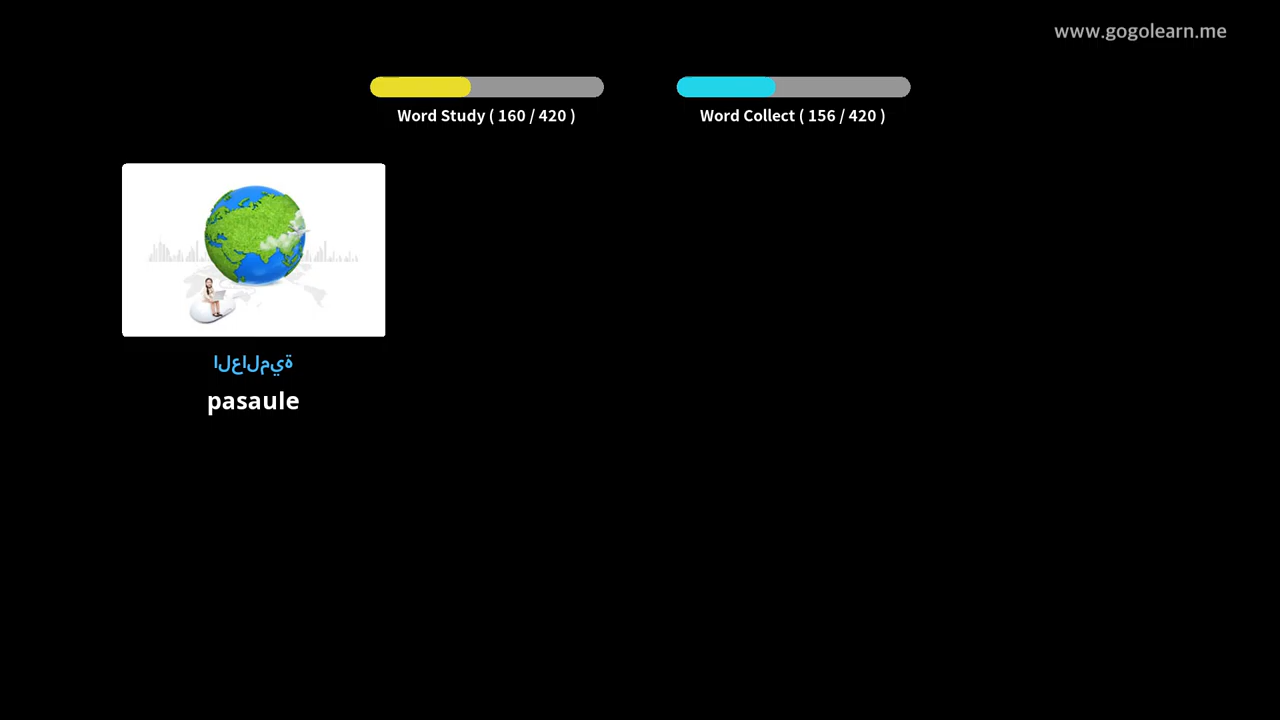 www.gogolearn.me
Word Study ( 160 / 420 )
Word Collect ( 156 / 420 )
العالمية
pasaule